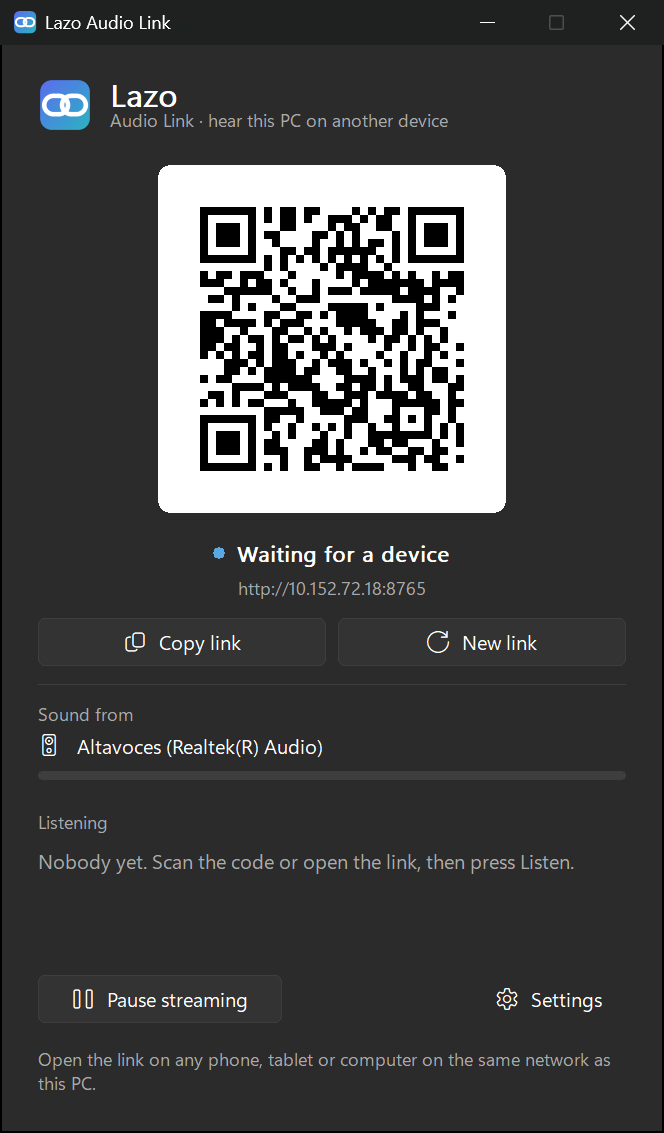 Lazo Audio Link
Lazo
Audio Link · hear this PC on another device
Waiting for a device
http://10.152.72.18:8765
Copy link
New link
Sound from
Altavoces (Realtek(R) Audio)
Listening
Nobody yet. Scan the code or open the link, then press Listen.
Pause streaming
Settings
Open the link on any phone, tablet or computer on the same network as
this PC.